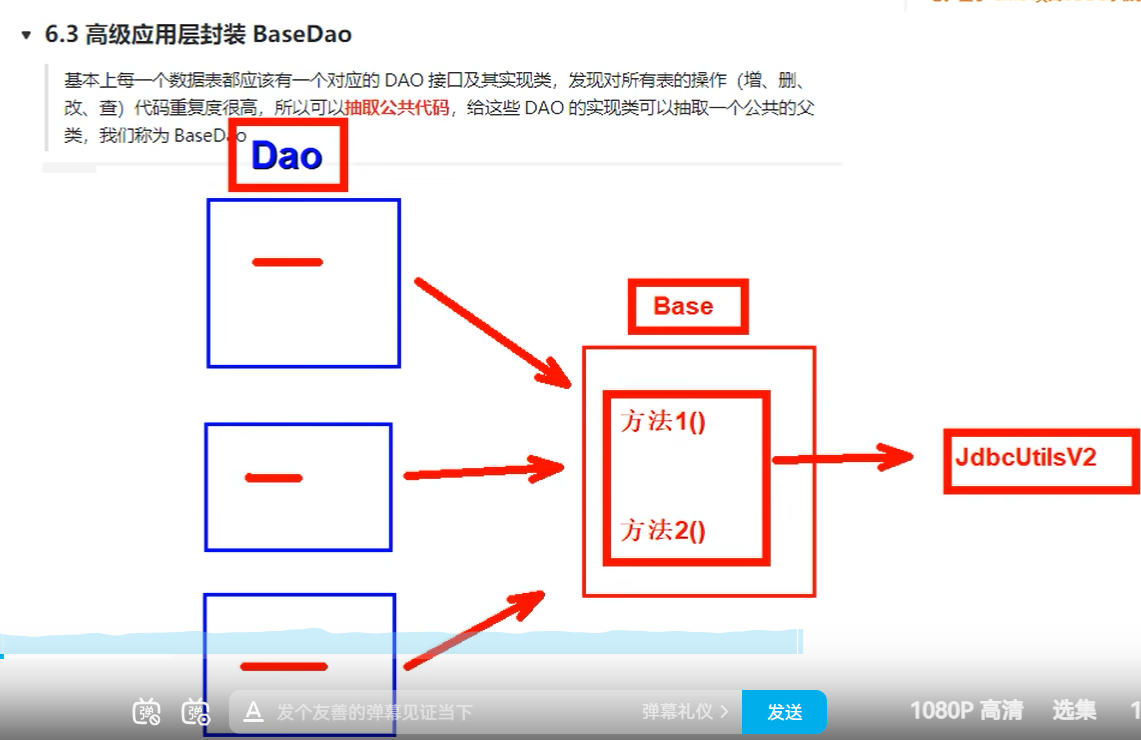 6.3 高级应用层封装 BaseDao
基本上每一个数据表都应该有一个对应的 DAO 接口及其实现类，发现对所有表的操作（增、删、
改、查）代码重复度很高，所以可以抽取公共代码，给这些 DAO 的实现类可以抽取一个公共的父
类，我们称为 BaseDao
Dao
Base
方法1()
方法2()
JdbcUtilsV2
发个友善的弹幕见证当下
弹幕礼仪
发送
1080P 高清
选集